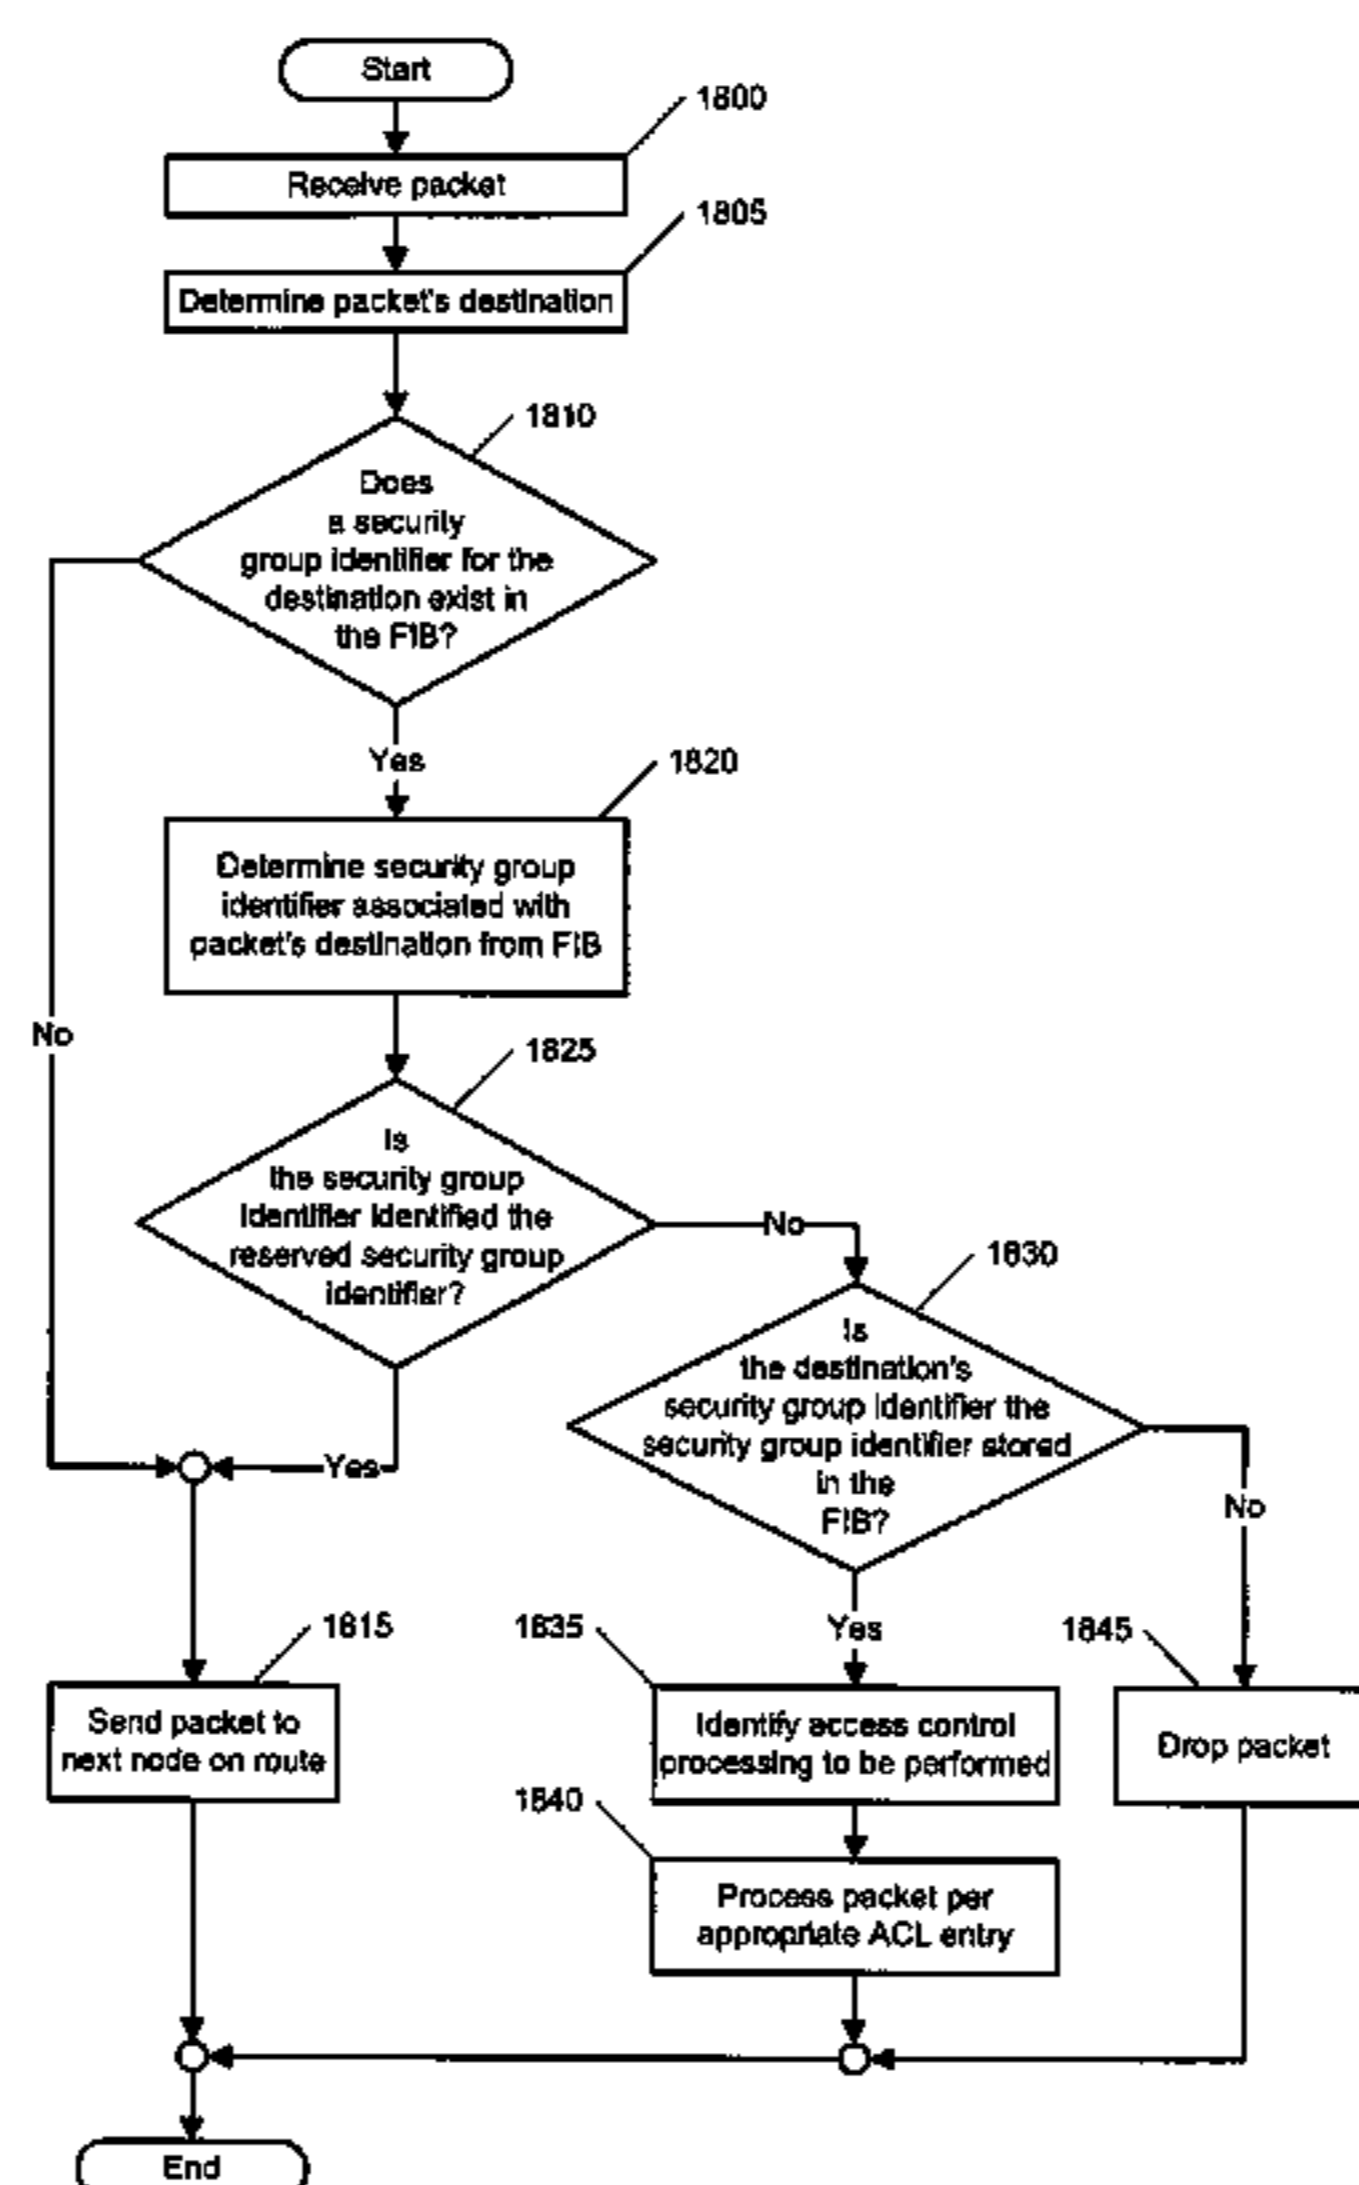 Start
1800
Receive packet
1805
Determine packet's destination
1810
Does
a security
group identifier for the
destination exist in
the FIB?
Yes
1820
Determine security group
identifier associated with
packet's destination from FIB
No
1825
Is
the security group
identifier identified the
reserved security group
identifier?
No
1830
Is
the destination's
security group identifier the
security group identifier stored
in the
FIB?
Yes
No
1815
Send packet to
next node on route
Yes
1835
Identify access control
processing to be performed
1845
Drop packet
1840
Process packet per
appropriate ACL entry
End